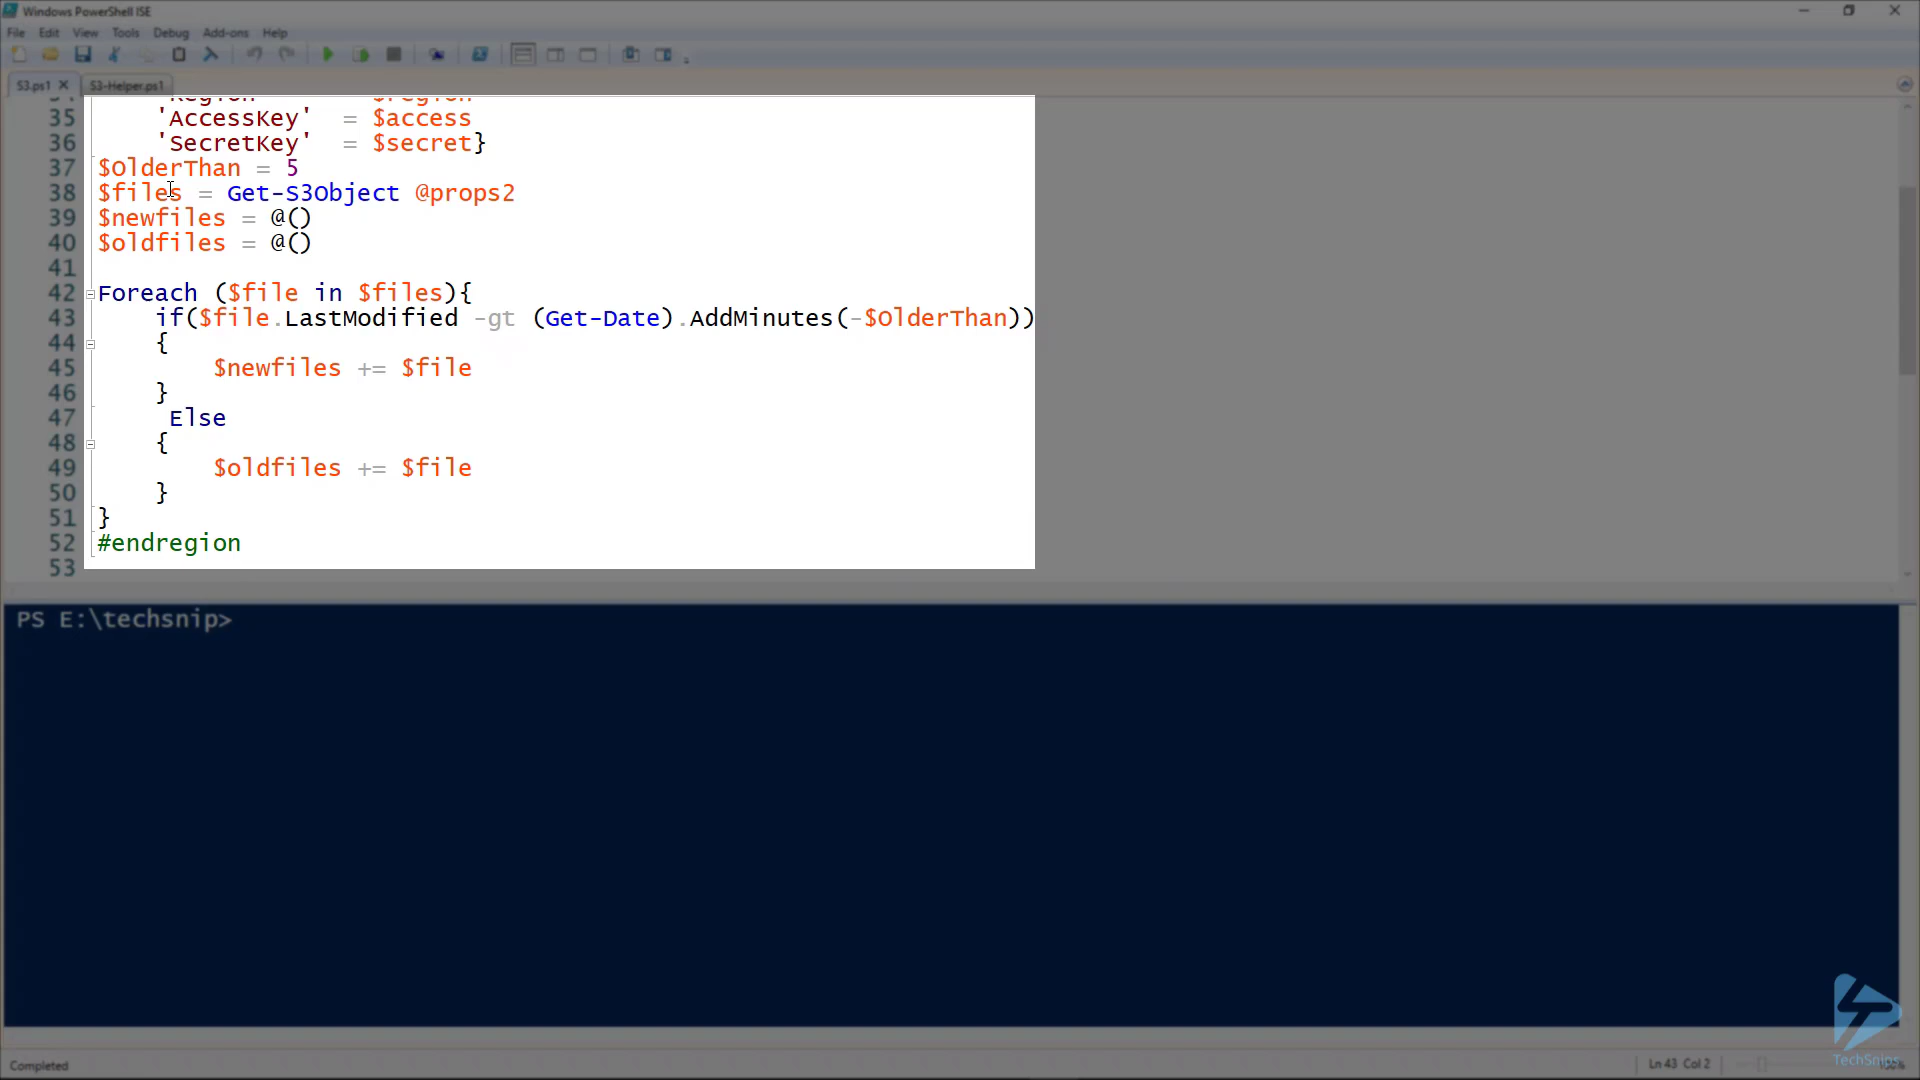 Windows PowerShell ISE
File Edit View Tools Debug Add-ons Help
S3.ps1 S3-Helper.ps1
34 'Region' $region
35 'AccessKey' = $access
36 'SecretKey' = $secret}
37 $OlderThan = 5
38 $files = Get-S3Object @props2
39 $newfiles = @()
40 $oldfiles = @()
41
42 Foreach ($file in $files){
43 if($file.LastModified -gt (Get-Date).AddMinutes(-$OlderThan))
44 {
45 $newfiles += $file
46 }
47 Else
48 {
49 $oldfiles += $file
50 }
51 }
52 #endregion
53
PS E:\techsnip>
TechSnips
Completed Ln 43 Col 2